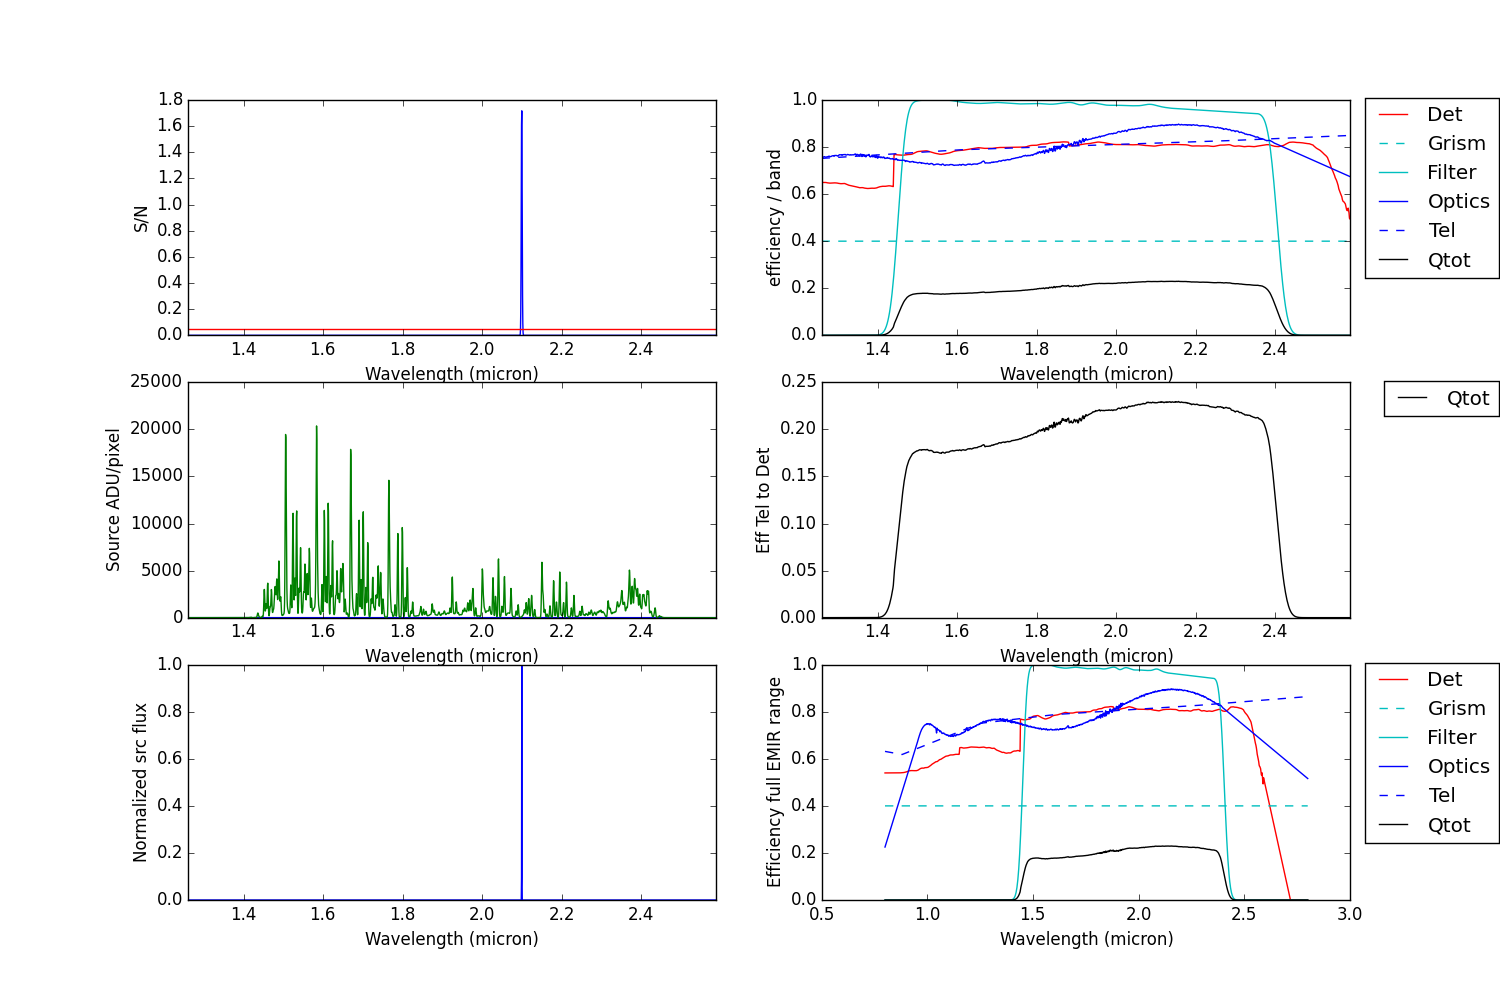 1.8
1.6
1.4
1.2
1.0
0.8
0.6
0.4
0.2
0.0
S/N
1.4 1.6 1.8 2.0 2.2 2.4
Wavelength (micron)
1.0
0.8
0.6
0.4
0.2
0.0
efficiency / band
1.4 1.6 1.8 2.0 2.2 2.4
Wavelength (micron)
Det
Grism
Filter
Optics
Tel
Qtot
25000
20000
15000
10000
5000
0
Source ADU/pixel
1.4 1.6 1.8 2.0 2.2 2.4
Wavelength (micron)
0.25
0.20
0.15
0.10
0.05
0.00
Eff Tel to Det
1.4 1.6 1.8 2.0 2.2 2.4
Wavelength (micron)
Qtot
1.0
0.8
0.6
0.4
0.2
0.0
Normalized src flux
1.4 1.6 1.8 2.0 2.2 2.4
Wavelength (micron)
1.0
0.8
0.6
0.4
0.2
0.0
Efficiency full EMIR range
0.5 1.0 1.5 2.0 2.5 3.0
Wavelength (micron)
Det
Grism
Filter
Optics
Tel
Qtot